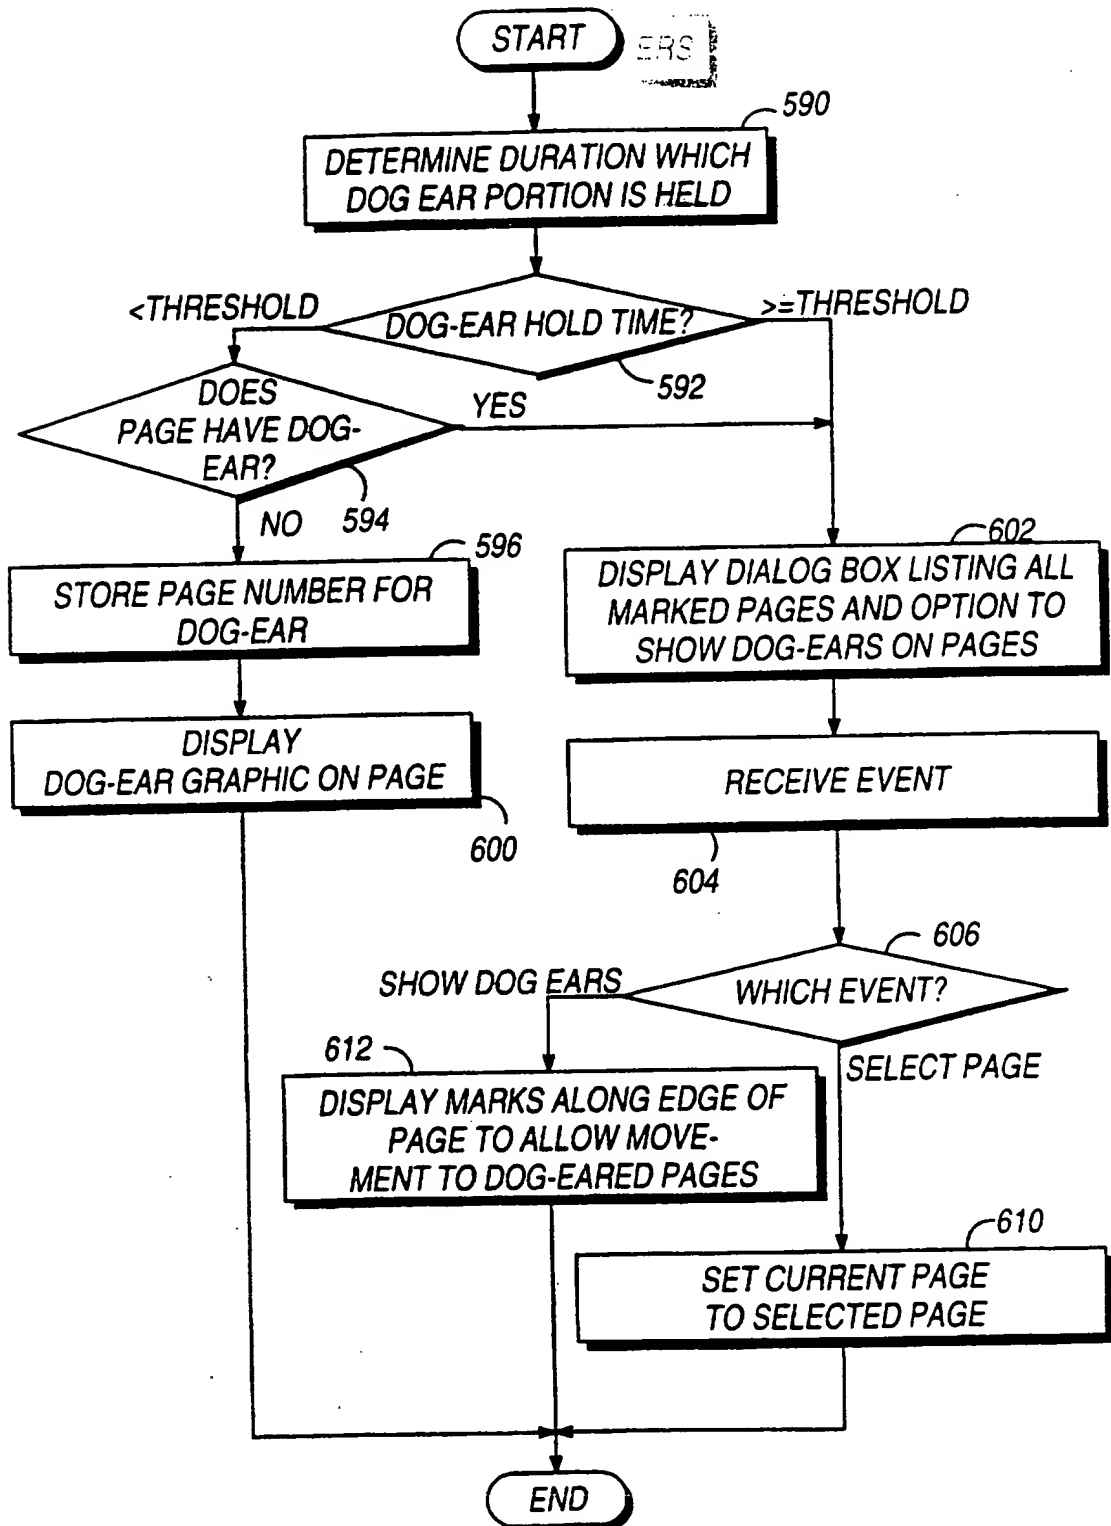 START
ERS
590
DETERMINE DURATION WHICH
DOG EAR PORTION IS HELD
<THRESHOLD
DOG-EAR HOLD TIME?
>=THRESHOLD
592
DOES
PAGE HAVE DOG-
EAR?
YES
594
NO
596
STORE PAGE NUMBER FOR
DOG-EAR
602
DISPLAY DIALOG BOX LISTING ALL
MARKED PAGES AND OPTION TO
SHOW DOG-EARS ON PAGES
DISPLAY
DOG-EAR GRAPHIC ON PAGE
600
RECEIVE EVENT
604
606
SHOW DOG EARS
WHICH EVENT?
612
SELECT PAGE
DISPLAY MARKS ALONG EDGE OF
PAGE TO ALLOW MOVE-
MENT TO DOG-EARED PAGES
610
SET CURRENT PAGE
TO SELECTED PAGE
END